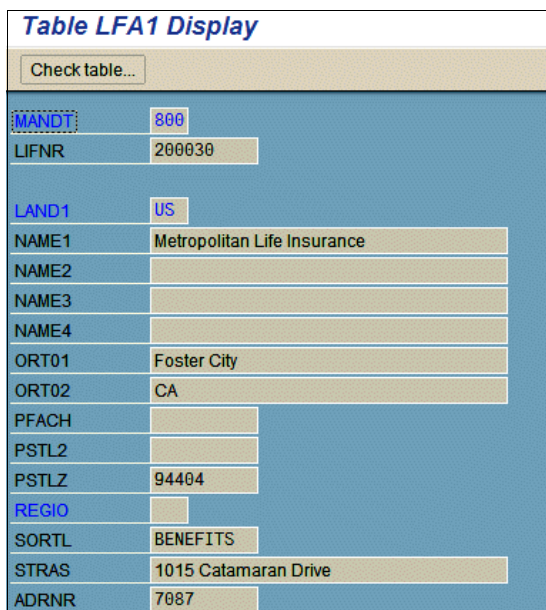 Table LFA1 Display
Check table...
MANDT 800
LIFNR 200030
LAND1 US
NAME1 Metropolitan Life Insurance
NAME2
NAME3
NAME4
ORT01 Foster City
ORT02 CA
PFACH
PSTL2
PSTLZ 94404
REGIO
SORTL BENEFITS
STRAS 1015 Catamaran Drive
ADRNR 7087